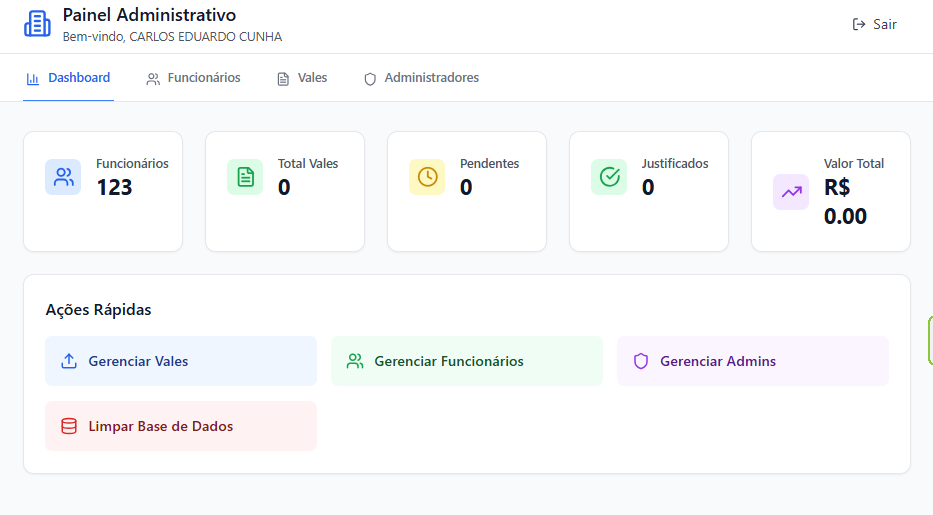 Painel Administrativo
Bem-vindo, CARLOS EDUARDO CUNHA
Sair
Dashboard
Funcionários
Vales
Administradores
Funcionários
123
Total Vales
0
Pendentes
0
Justificados
0
Valor Total
R$
0.00
Ações Rápidas
Gerenciar Vales
Gerenciar Funcionários
Gerenciar Admins
Limpar Base de Dados